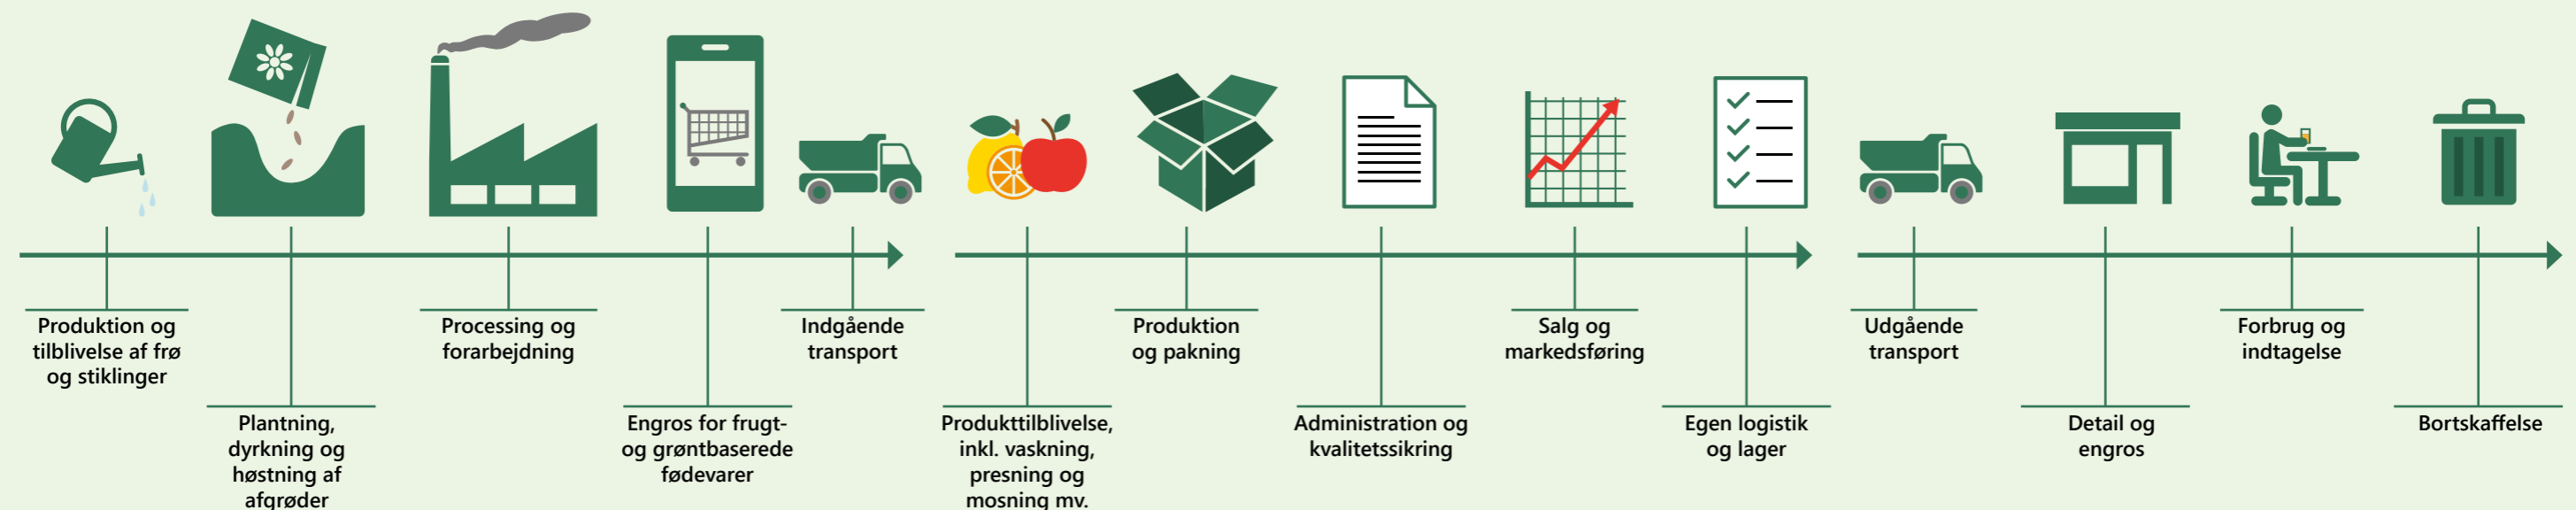 Produktion og
tilblivelse af frø
og stiklinger
Plantning,
dyrkning og
høstning af
afgrøder
Processing og
forarbejdning
Engros for frugt-
og grøntbaserede
fødevarer
Indgående
transport
Produkttilblivelse,
inkl. vaskning,
presning og
mosning mv.
Produktion
og pakning
Administration og
kvalitetssikring
Salg og
markedsføring
Egen logistik
og lager
Udgående
transport
Detail og
engros
Forbrug og
indtagelse
Bortskaffelse